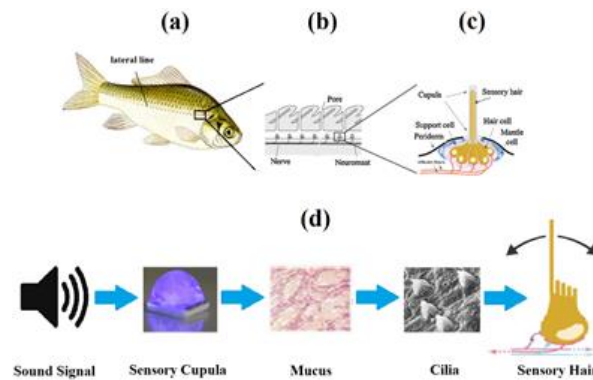 (a)
lateral line
(b)
Pore
Nerve
Neuromast
(c)
Cupula
Sensory hair
Support cell
Hair cell
Periderm
Mantle
cell
(d)
Sound Signal
Sensory Cupula
Mucus
Cilia
Sensory Hair